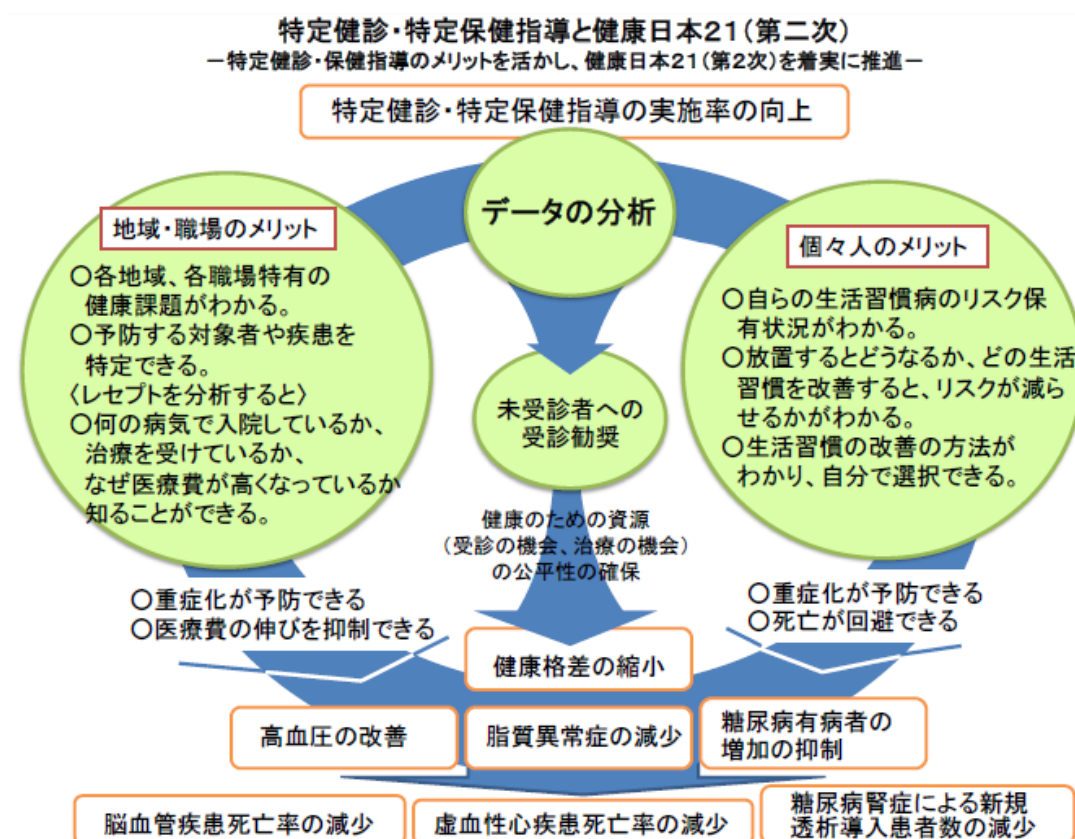 特定健診・特定保健指導と健康日本21(第二次)
－特定健診・保健指導のメリットを活かし、健康日本21(第2次)を着実に推進－
特定健診・特定保健指導の実施率の向上
データの分析
地域・職場のメリット
○各地域、各職場特有の
健康課題がわかる。
○予防する対象者や疾患を
特定できる。
〈レセプトを分析すると〉
○何の病気で入院しているか、
治療を受けているか、
なぜ医療費が高くなっているか
知ることができる。
個々人のメリット
○自らの生活習慣病のリスク保
有状況がわかる。
○放置するとどうなるか、どの生活
習慣を改善すると、リスクが減ら
せるかがわかる。
○生活習慣の改善の方法が
わかり、自分で選択できる。
未受診者への
受診勧奨
健康のための資源
(受診の機会、治療の機会)
の公平性の確保
○重症化が予防できる
○医療費の伸びを抑制できる
○重症化が予防できる
○死亡が回避できる
健康格差の縮小
高血圧の改善
脂質異常症の減少
糖尿病有病者の
増加の抑制
脳血管疾患死亡率の減少
虚血性心疾患死亡率の減少
糖尿病腎症による新規
透析導入患者数の減少